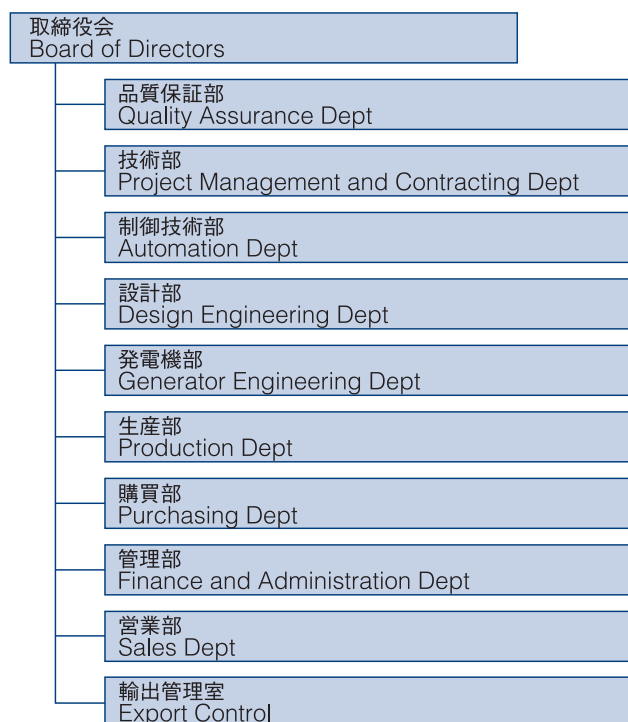 取締役会
Board of Directors
品質保証部
Quality Assurance Dept
技術部
Project Management and Contracting Dept
制御技術部
Automation Dept
設計部
Design Engineering Dept
発電機部
Generator Engineering Dept
生産部
Production Dept
購買部
Purchasing Dept
管理部
Finance and Administration Dept
営業部
Sales Dept
輸出管理室
Export Control